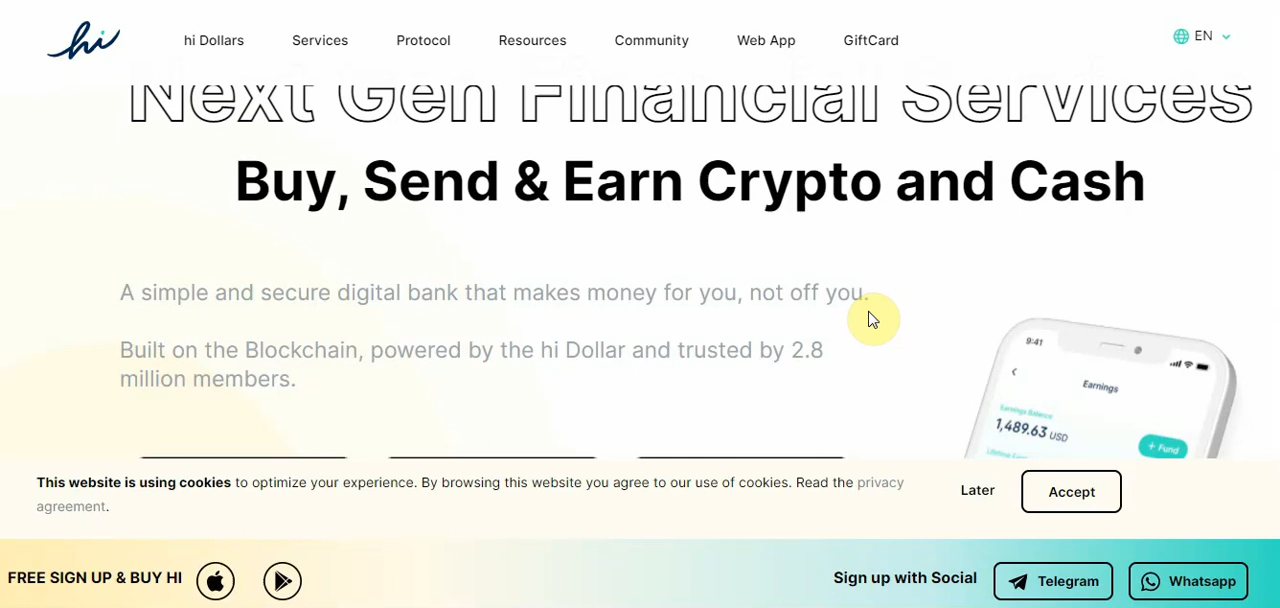 hi
hi Dollars Services Protocol Resources Community Web App GiftCard EN
Next Gen Financial Services
Buy, Send & Earn Crypto and Cash
A simple and secure digital bank that makes money for you, not off you.
Built on the Blockchain, powered by the hi Dollar and trusted by 2.8
million members.
9:41
Earnings
Earnings Balance
1,489.63 USD
+ Fund
This website is using cookies to optimize your experience. By browsing this website you agree to our use of cookies. Read the privacy
agreement.
Later
Accept
FREE SIGN UP & BUY HI
Sign up with Social
Telegram
Whatsapp